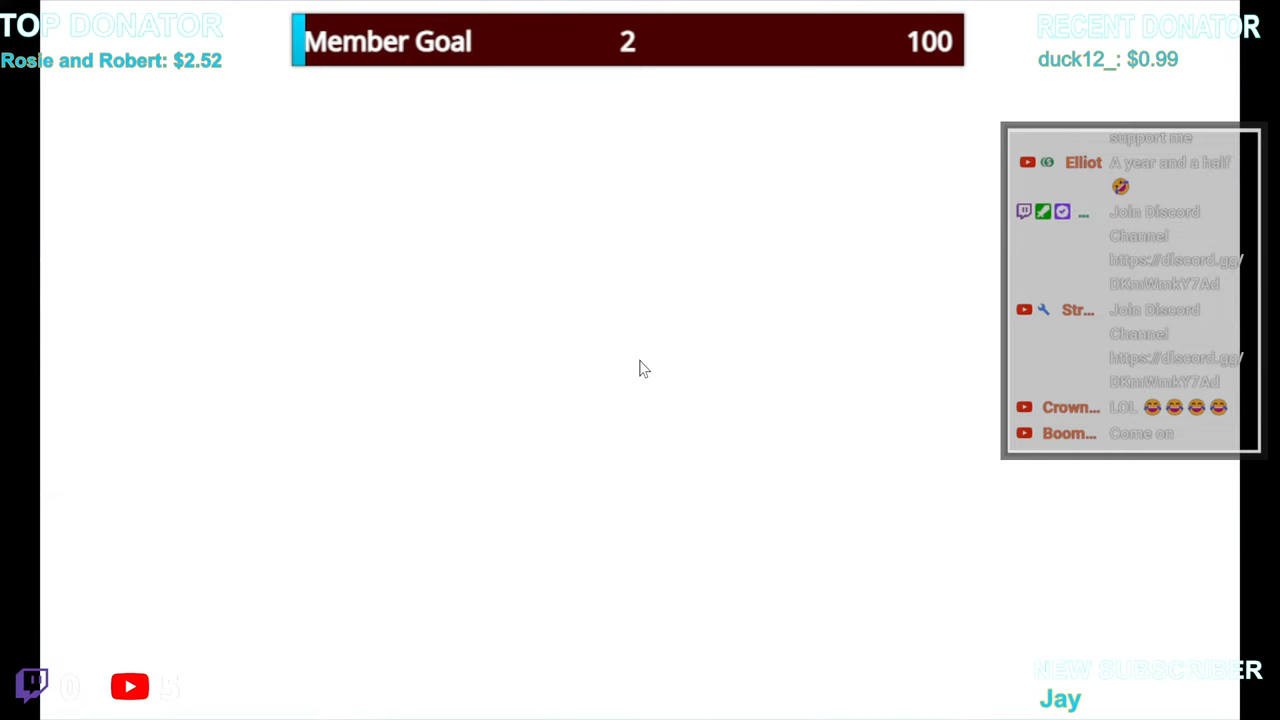 TOP DONATOR
Rosie and Robert: $2.52
Member Goal 2 100
RECENT DONATOR
duck12_: $0.99
support me
Elliot A year and a half
🤣
... Join Discord
Channel
https://discord.gg/
DKmWmkY7Ad
Str... Join Discord
Channel
https://discord.gg/
DKmWmkY7Ad
Crown... LOL 😂😂😂😂
Boom... Come on
0 5
NEW SUBSCRIBER
Jay